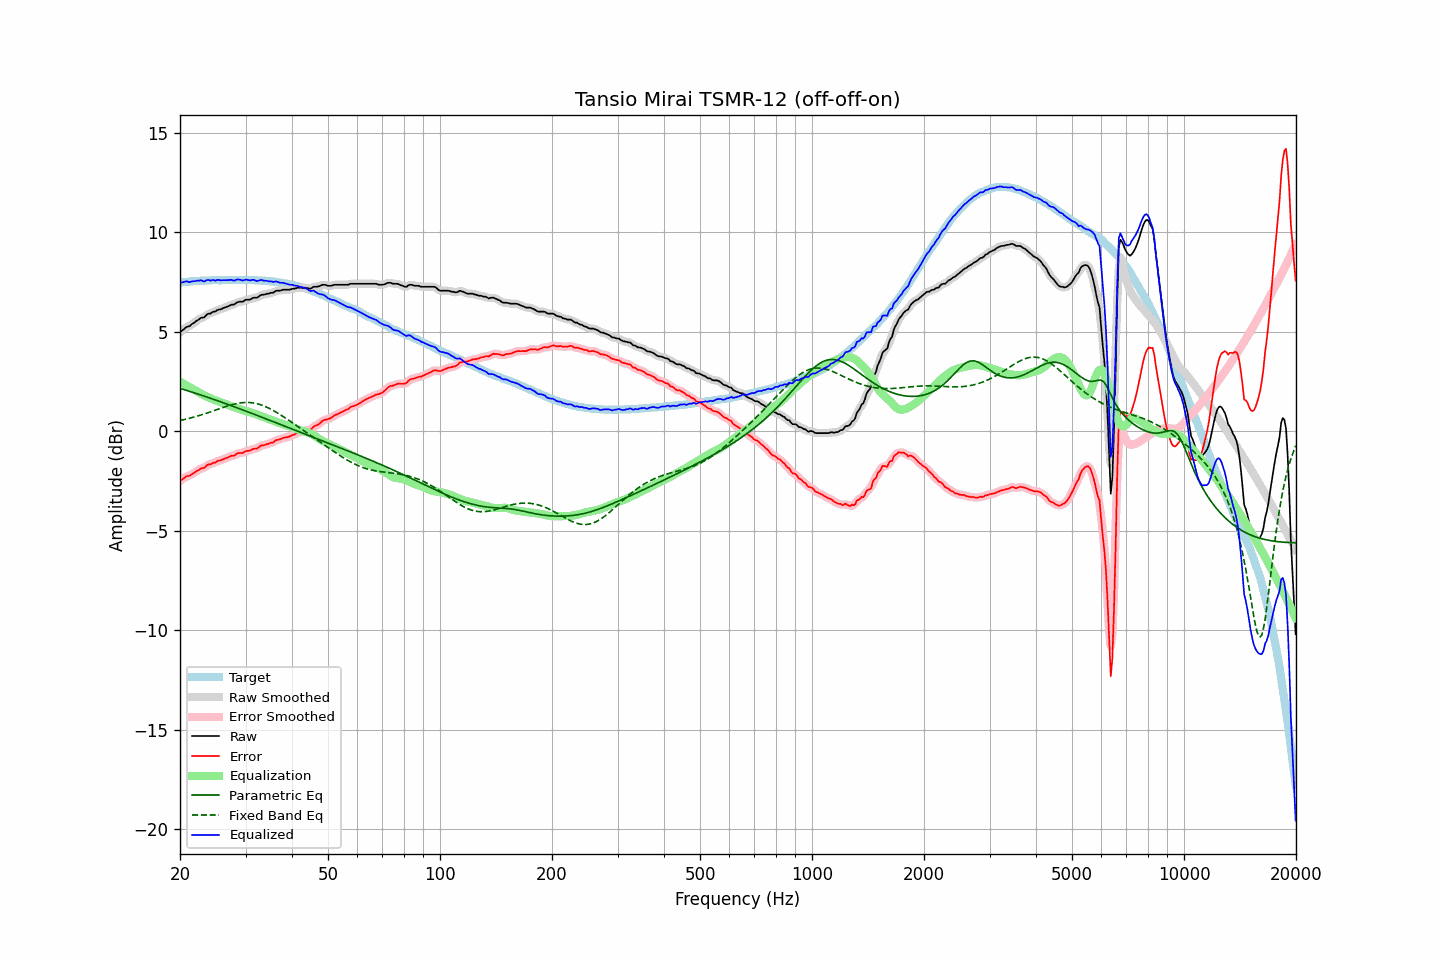 Tansio Mirai TSMR-12 (off-off-on)
15
10
5
0
−5
−10
−15
−20
Amplitude (dBr)
Target
Raw Smoothed
Error Smoothed
Raw
Error
Equalization
Parametric Eq
Fixed Band Eq
Equalized
20 50 100 200 500 1000 2000 5000 10000 20000
Frequency (Hz)